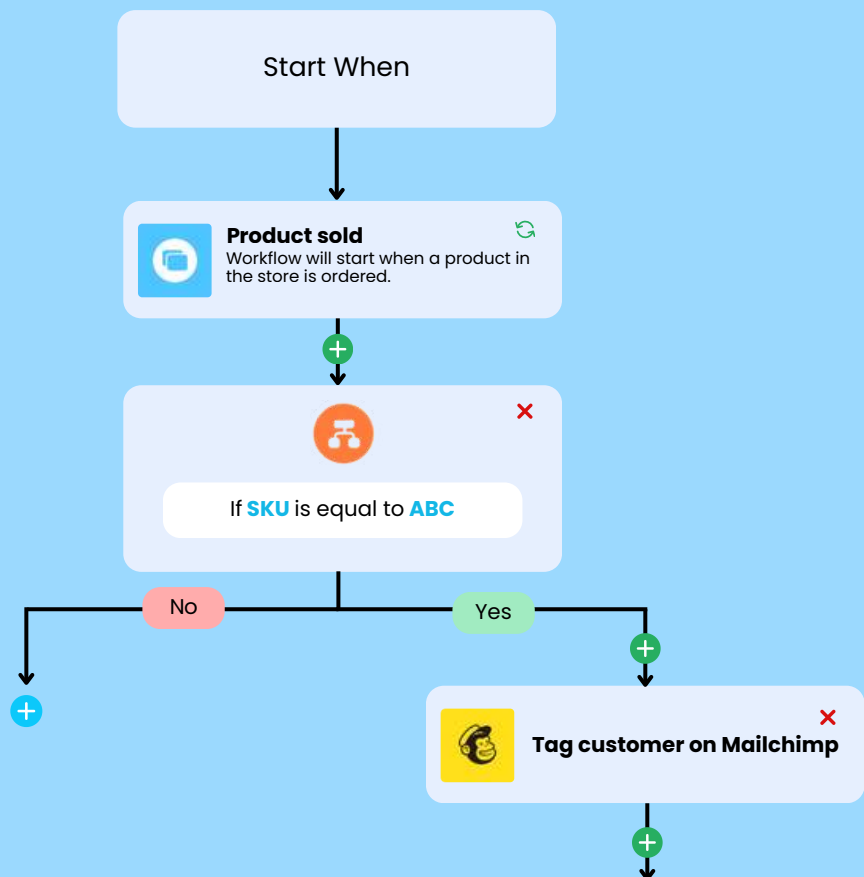 Start When
Product sold
Workflow will start when a product in
the store is ordered.
If SKU is equal to ABC
No
Yes
Tag customer on Mailchimp